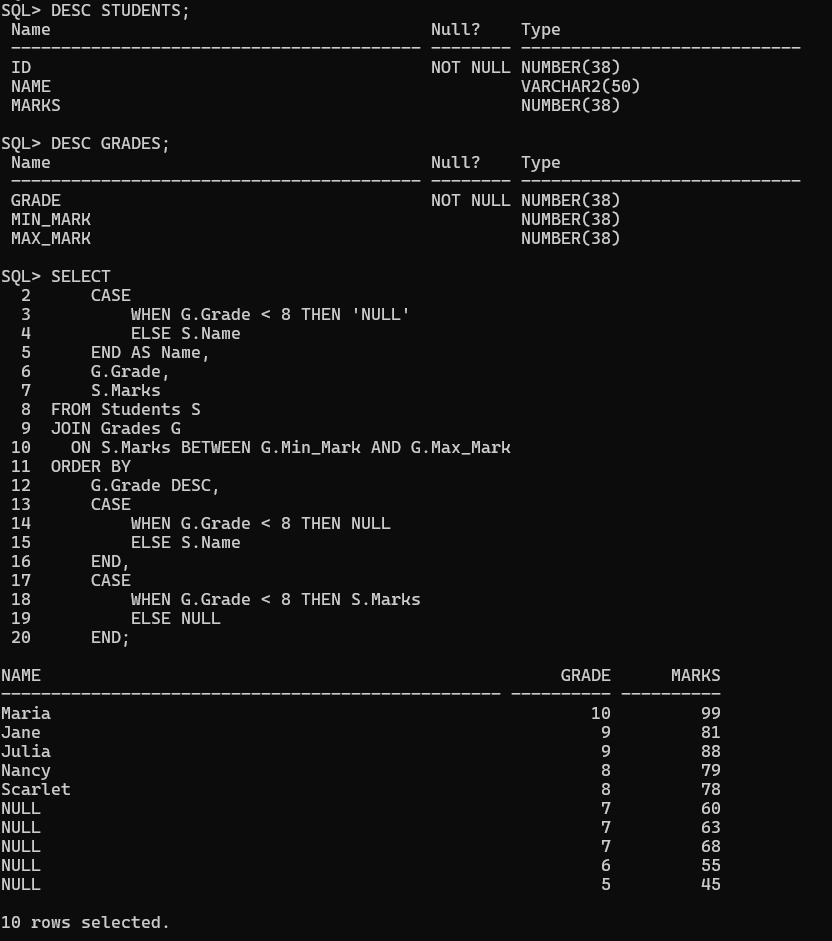 SQL> DESC STUDENTS;
 Name                                      Null?    Type
 ----------------------------------------- -------- ----------------------------
 ID                                        NOT NULL NUMBER(38)
 NAME                                               VARCHAR2(50)
 MARKS                                              NUMBER(38)

SQL> DESC GRADES;
 Name                                      Null?    Type
 ----------------------------------------- -------- ----------------------------
 GRADE                                     NOT NULL NUMBER(38)
 MIN_MARK                                           NUMBER(38)
 MAX_MARK                                           NUMBER(38)

SQL> SELECT
  2      CASE
  3          WHEN G.Grade < 8 THEN 'NULL'
  4          ELSE S.Name
  5      END AS Name,
  6      G.Grade,
  7      S.Marks
  8  FROM Students S
  9  JOIN Grades G
 10    ON S.Marks BETWEEN G.Min_Mark AND G.Max_Mark
 11  ORDER BY
 12      G.Grade DESC,
 13      CASE
 14          WHEN G.Grade < 8 THEN NULL
 15          ELSE S.Name
 16      END,
 17      CASE
 18          WHEN G.Grade < 8 THEN S.Marks
 19          ELSE NULL
 20      END;

NAME                                                    GRADE      MARKS
-------------------------------------------------- ---------- ----------
Maria                                                      10         99
Jane                                                        9         81
Julia                                                       9         88
Nancy                                                       8         79
Scarlet                                                     8         78
NULL                                                        7         60
NULL                                                        7         63
NULL                                                        7         68
NULL                                                        6         55
NULL                                                        5         45

10 rows selected.